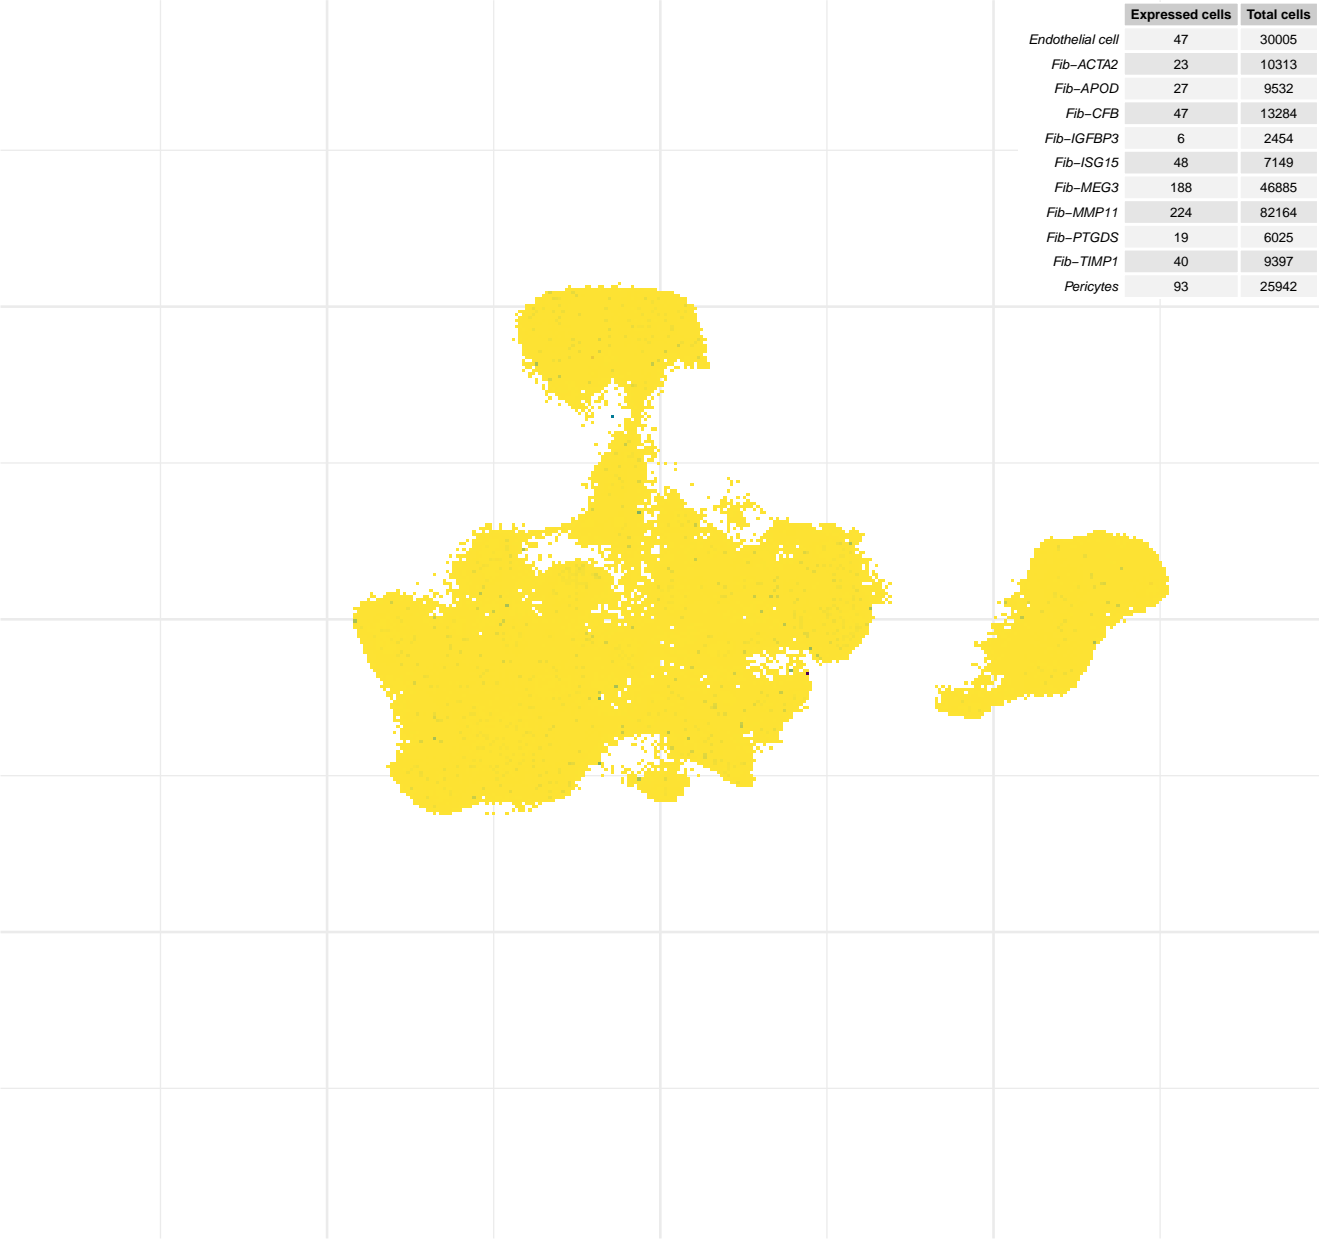 Expressed cells Total cells
Endothelial cell 47 30005
Fib−ACTA2 23 10313
Fib−APOD 27 9532
Fib−CFB 47 13284
Fib−IGFBP3 6 2454
Fib−ISG15 48 7149
Fib−MEG3 188 46885
Fib−MMP11 224 82164
Fib−PTGDS 19 6025
Fib−TIMP1 40 9397
Pericytes 93 25942